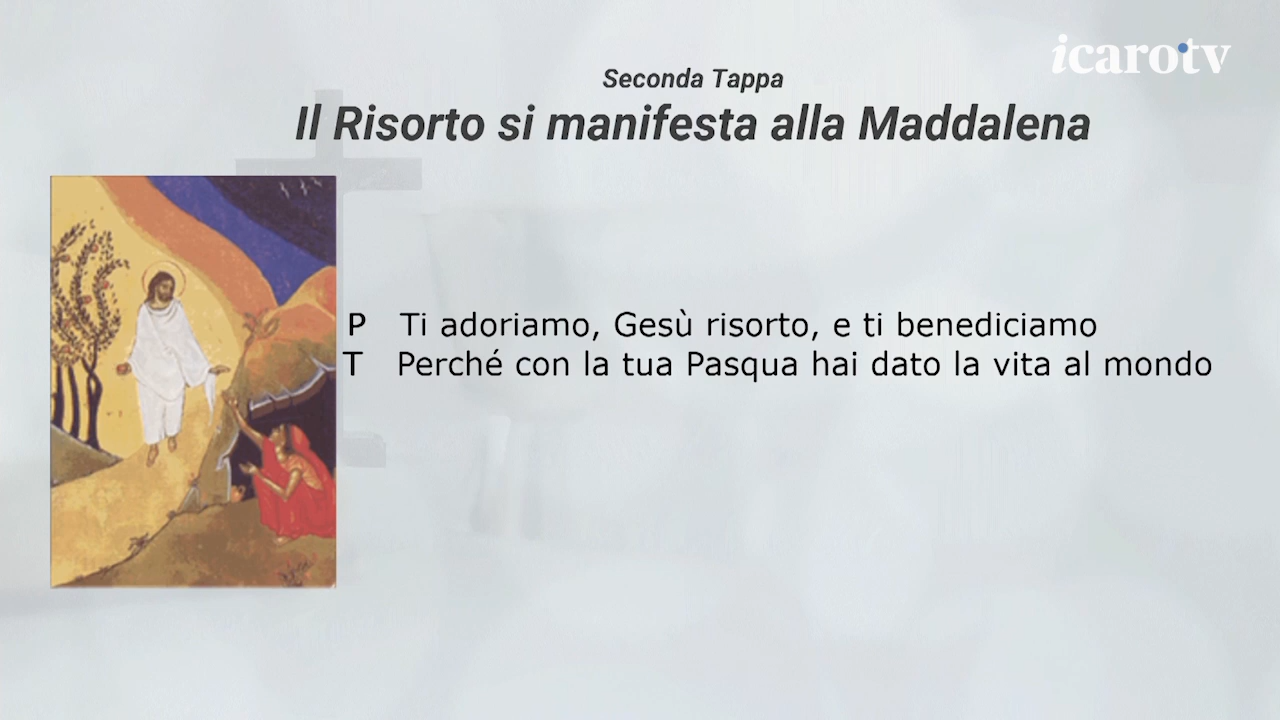 icarotv
Seconda Tappa
Il Risorto si manifesta alla Maddalena
P Ti adoriamo, Gesù risorto, e ti benediciamo
T Perché con la tua Pasqua hai dato la vita al mondo